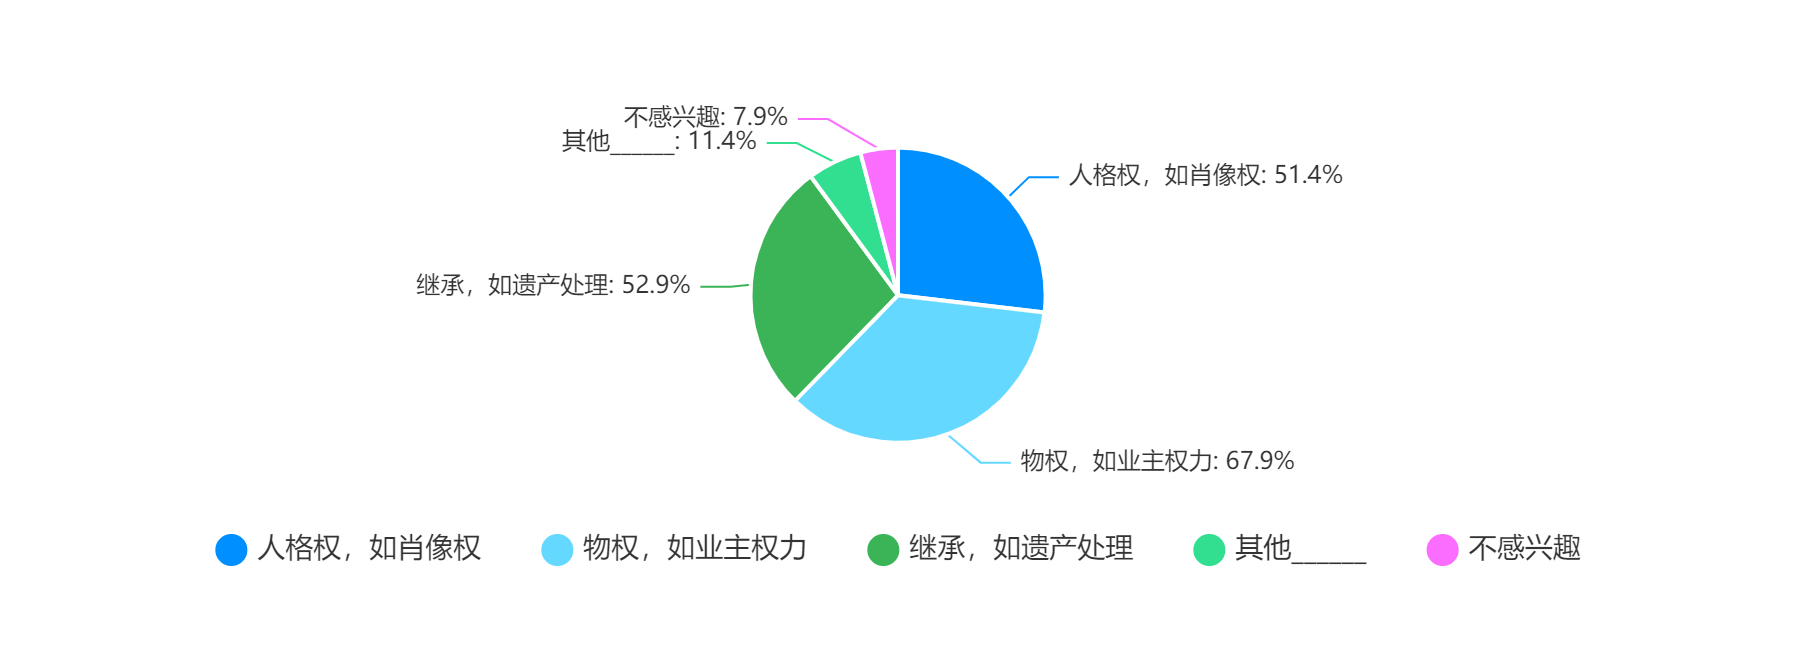 不感兴趣: 7.9%
其他______: 11.4%
人格权，如肖像权: 51.4%
继承，如遗产处理: 52.9%
物权，如业主权力: 67.9%
人格权，如肖像权
物权，如业主权力
继承，如遗产处理
其他______
不感兴趣